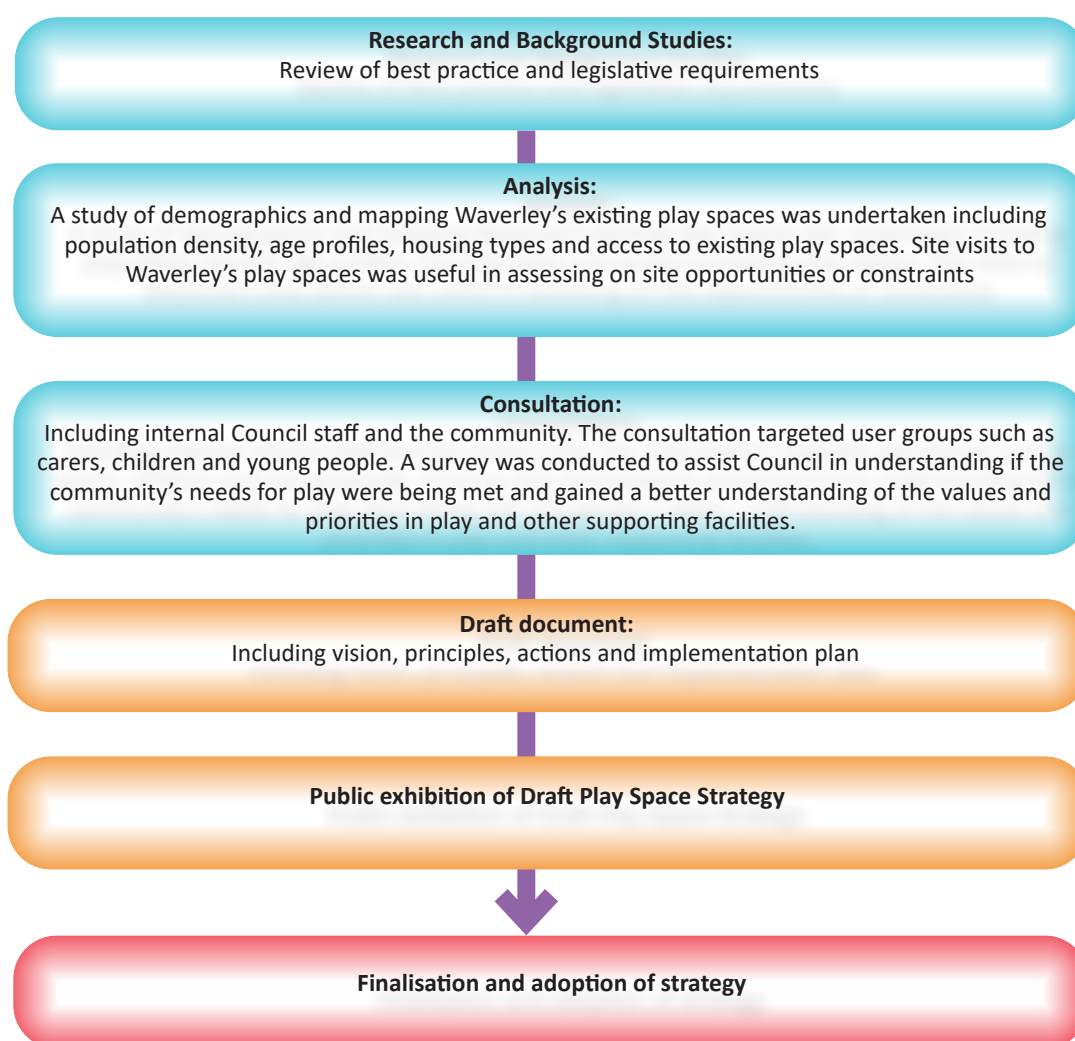 Research and Background Studies:
Review of best practice and legislative requirements
Analysis:
A study of demographics and mapping Waverley's existing play spaces was undertaken including
population density, age profiles, housing types and access to existing play spaces. Site visits to
Waverley's play spaces was useful in assessing on site opportunities or constraints
Consultation:
Including internal Council staff and the community. The consultation targeted user groups such as
carers, children and young people. A survey was conducted to assist Council in understanding if the
community's needs for play were being met and gained a better understanding of the values and
priorities in play and other supporting facilities.
Draft document:
Including vision, principles, actions and implementation plan
Public exhibition of Draft Play Space Strategy
Finalisation and adoption of strategy